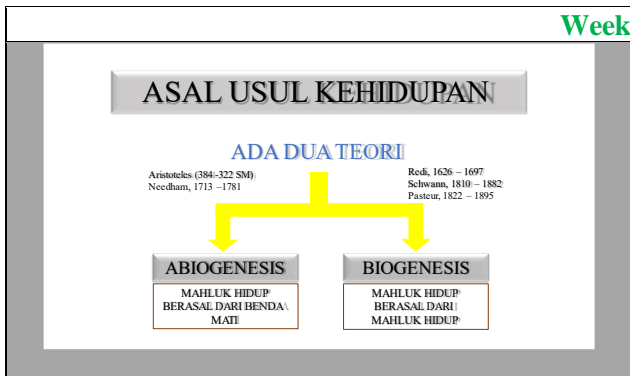 Week
ASAL USUL KEHIDUPAN
ADA DUA TEORI
Aristoteles (384 -322 SM)
Needham, 1713 –1781
Redi, 1626 – 1697
Schwann, 1810 – 1882
Pasteur, 1822 – 1895
ABIOGENESIS
MAHLUK HIDUP
BERASAL DARI BENDA
MATI
BIOGENESIS
MAHLUK HIDUP
BERASAL DARI
MAHLUK HIDUP